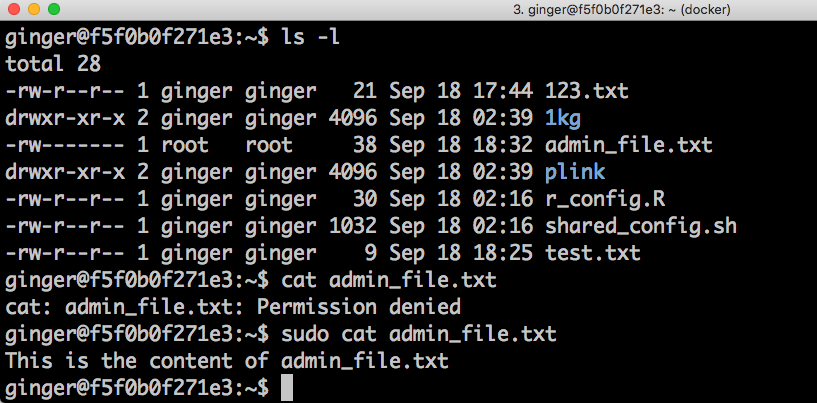 3. ginger@f5f0b0f271e3: ~ (docker)
ginger@f5f0b0f271e3:~$ ls -l
total 28
-rw-r--r-- 1 ginger ginger   21 Sep 18 17:44 123.txt
drwxr-xr-x 2 ginger ginger 4096 Sep 18 02:39 1kg
-rw------- 1 root   root     38 Sep 18 18:32 admin_file.txt
drwxr-xr-x 2 ginger ginger 4096 Sep 18 02:39 plink
-rw-r--r-- 1 ginger ginger   30 Sep 18 02:16 r_config.R
-rw-r--r-- 1 ginger ginger 1032 Sep 18 02:16 shared_config.sh
-rw-r--r-- 1 ginger ginger    9 Sep 18 18:25 test.txt
ginger@f5f0b0f271e3:~$ cat admin_file.txt
cat: admin_file.txt: Permission denied
ginger@f5f0b0f271e3:~$ sudo cat admin_file.txt
This is the content of admin_file.txt
ginger@f5f0b0f271e3:~$